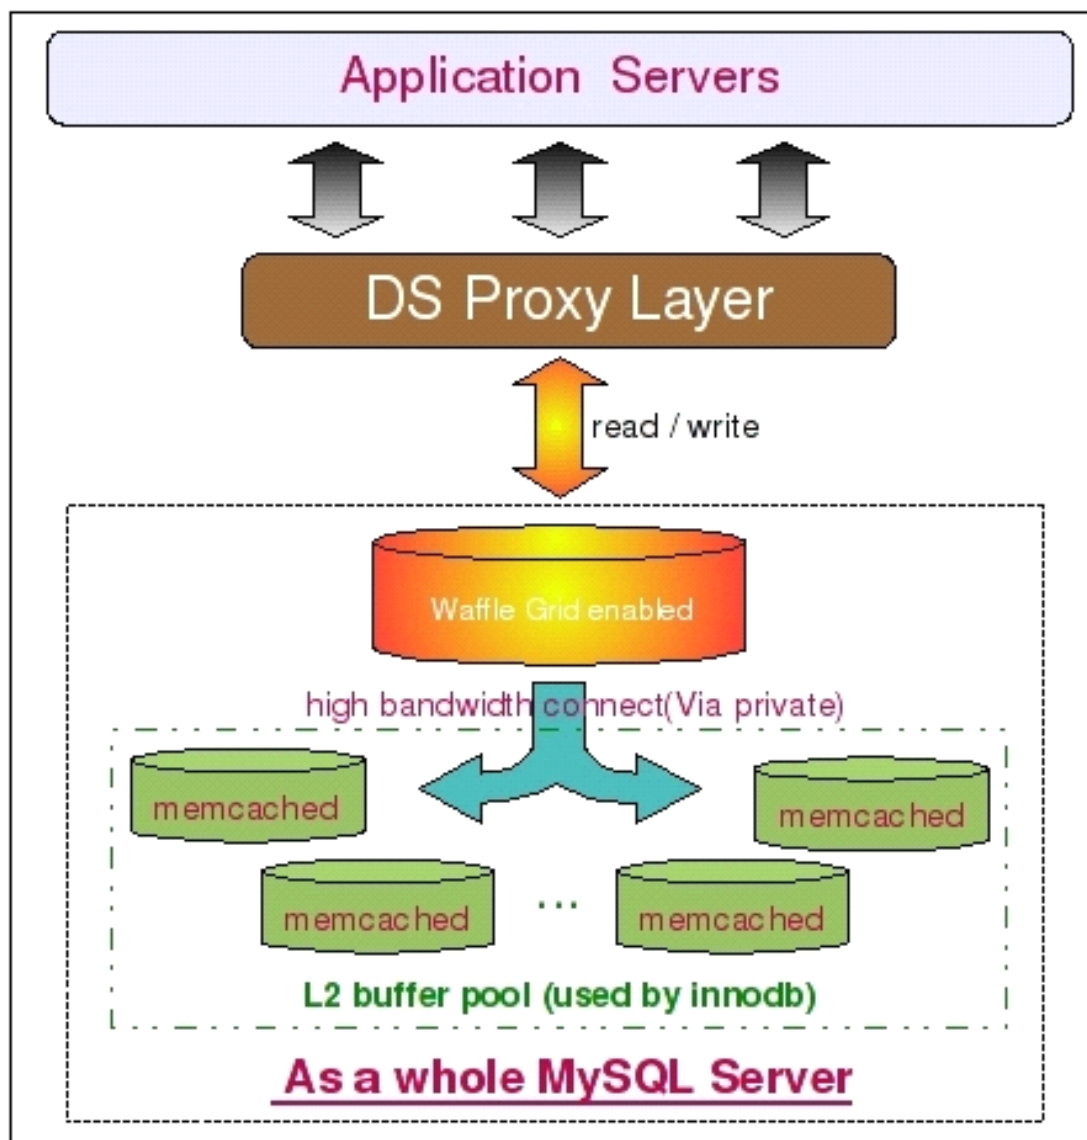 Application Servers
DS Proxy Layer
read / write
Waffle Grid enabled
high bandwidth connect(Via private)
memcached
memcached
memcached
...
memcached
L2 buffer pool (used by innodb)
As a whole MySQL Server